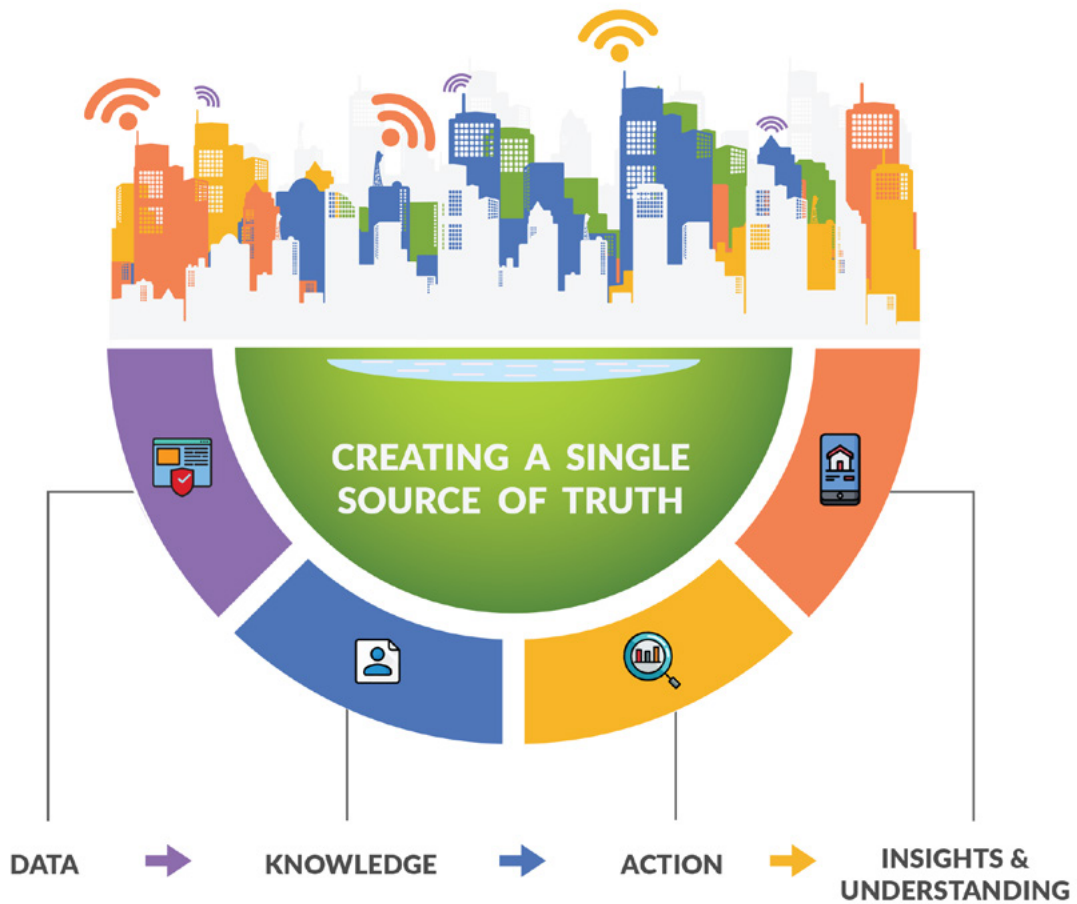 CREATING A SINGLE
SOURCE OF TRUTH
DATA
KNOWLEDGE
ACTION
INSIGHTS &
UNDERSTANDING